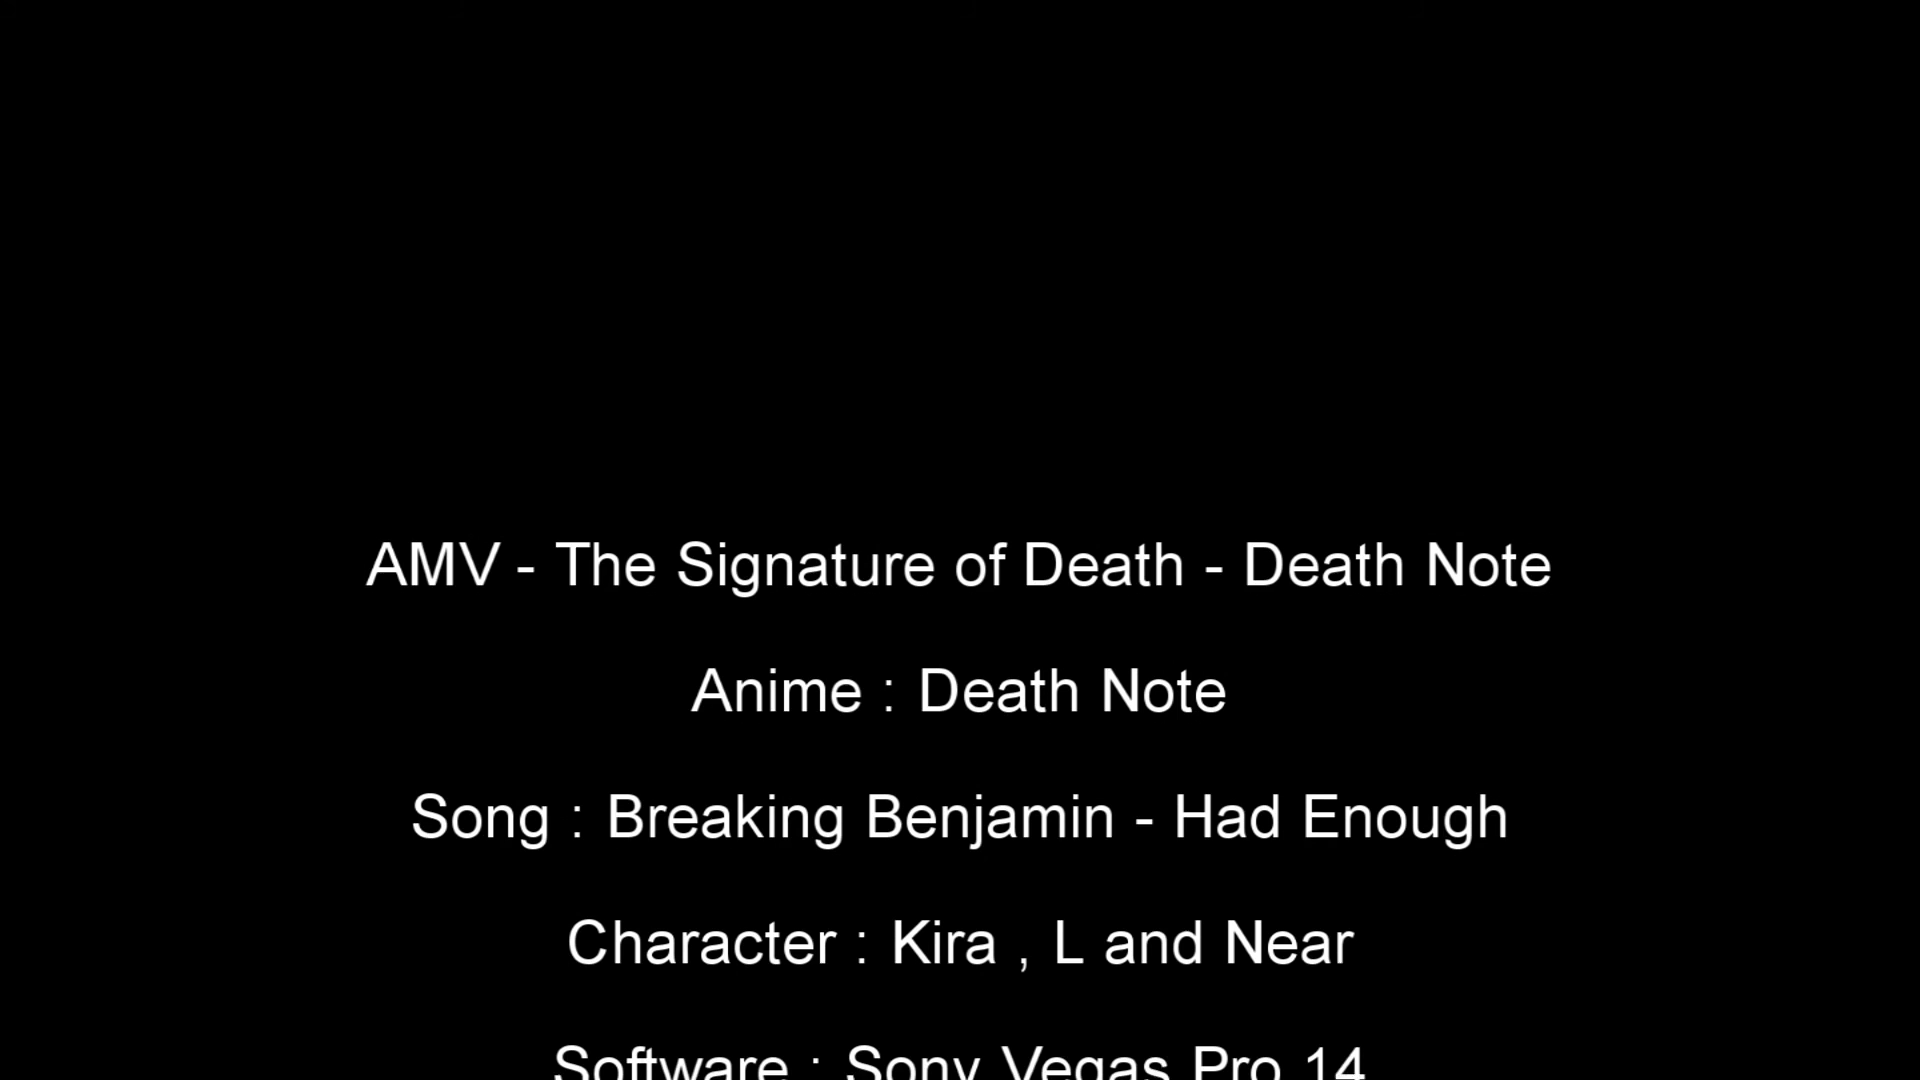 AMV - The Signature of Death - Death Note
Anime : Death Note
Song : Breaking Benjamin - Had Enough
Character : Kira , L and Near
Software : Sony Vegas Pro 14